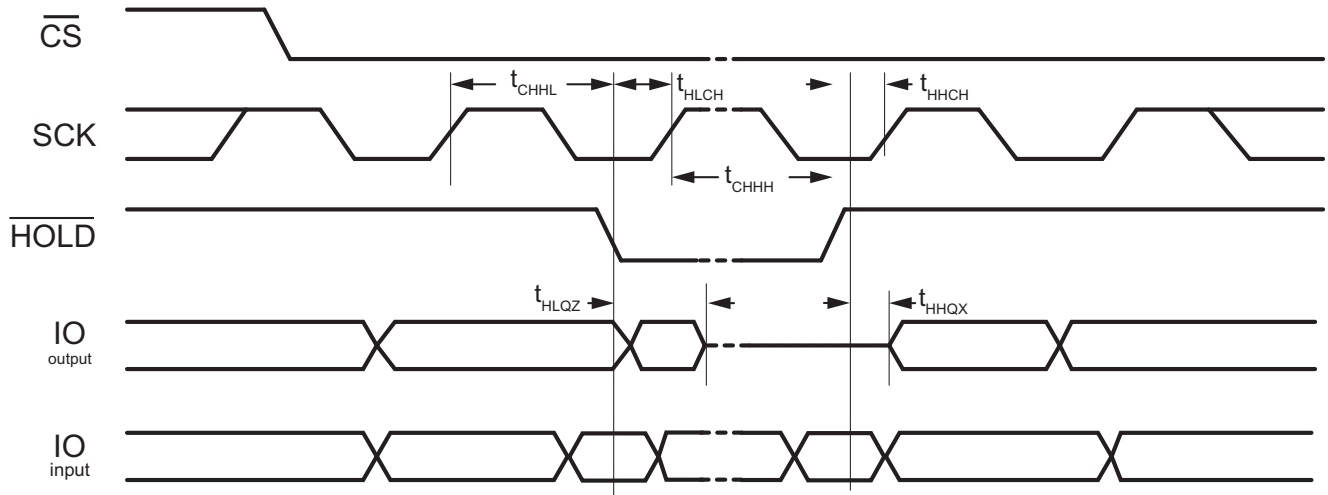 CS
t_CHHL
t_HLCH
t_HHCH
SCK
t_CHHH
HOLD
t_HLQZ
t_HHQX
IO
output
IO
input